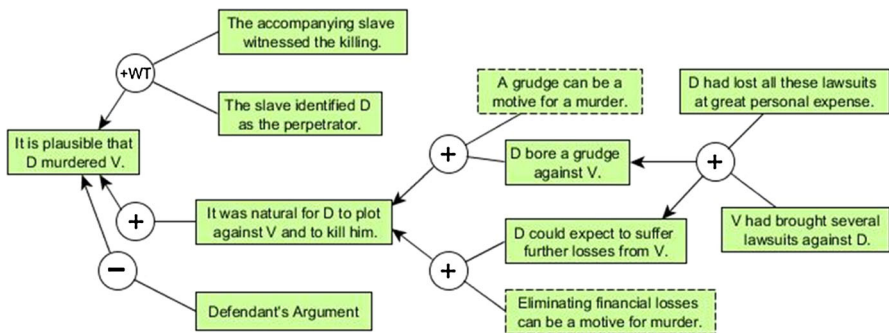 The accompanying slave
witnessed the killing.
+WT
The slave identified D
as the perpetrator.
It is plausible that
D murdered V.
+
It was natural for D to plot
against V and to kill him.
−
Defendant's Argument
A grudge can be a
motive for a murder.
+
D bore a grudge
against V.
D could expect to suffer
further losses from V.
+
Eliminating financial losses
can be a motive for murder.
D had lost all these lawsuits
at great personal expense.
+
V had brought several
lawsuits against D.